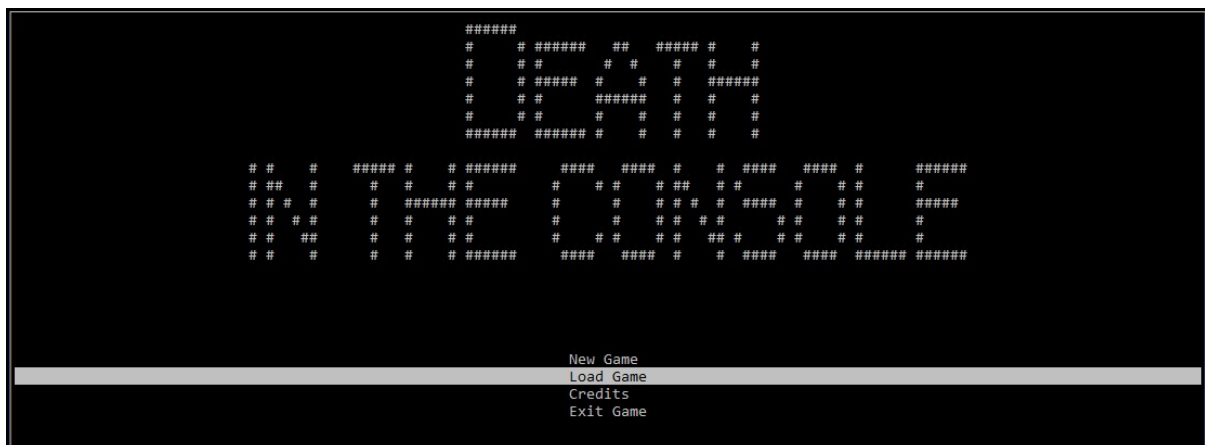 DEATH
IN THE CONSOLE
New Game
Load Game
Credits
Exit Game